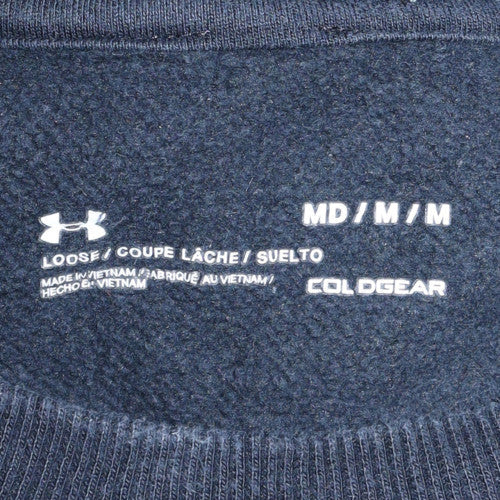 MD / M / M
LOOSE / COUPE LÂCHE / SUELTO
MADE IN VIETNAM / FABRIQUÉ AU VIETNAM /
HECHO EN VIETNAM
COLDGEAR